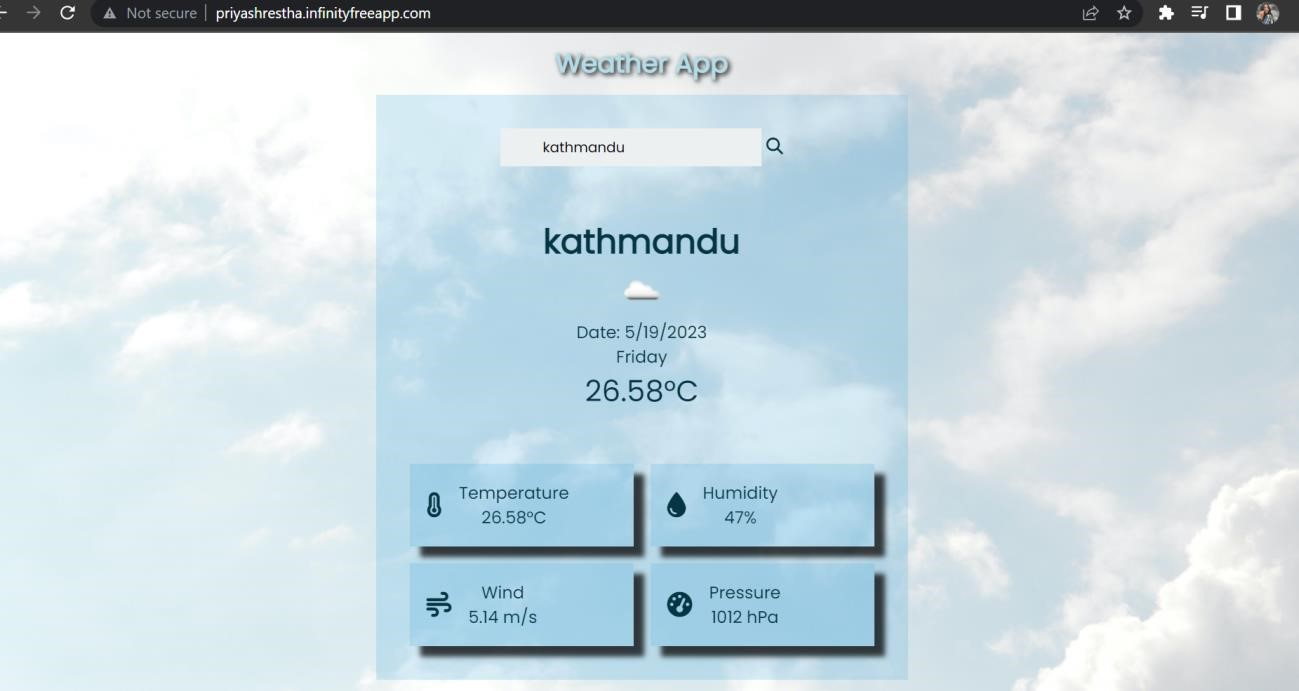 Not secure | priyashrestha.infinityfreeapp.com
Weather App
kathmandu
kathmandu
Date: 5/19/2023
Friday
26.58°C
Temperature
26.58°C
Humidity
47%
Wind
5.14 m/s
Pressure
1012 hPa